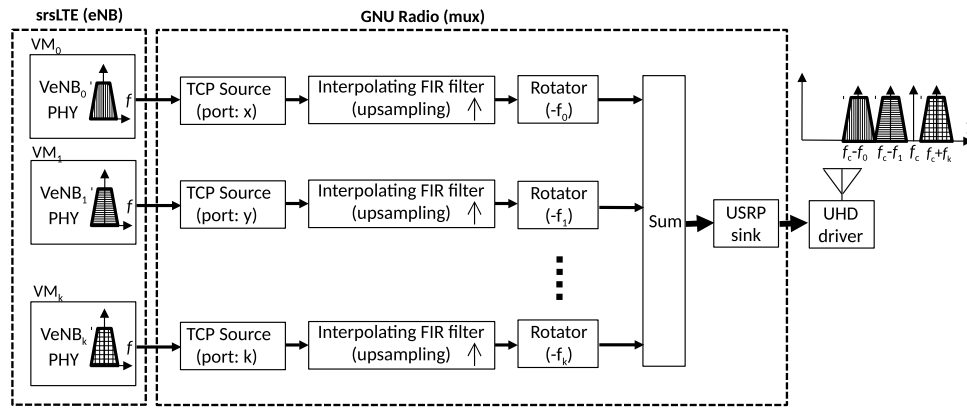 srsLTE (eNB)
GNU Radio (mux)
VM0
VeNB0
PHY
f
TCP Source
(port: x)
Interpolating FIR filter
(upsampling)
Rotator
(-f0)
VM1
VeNB1
PHY
f
TCP Source
(port: y)
Interpolating FIR filter
(upsampling)
Rotator
(-f1)
VMk
VeNBk
PHY
f
TCP Source
(port: k)
Interpolating FIR filter
(upsampling)
Rotator
(-fk)
Sum
USRP
sink
UHD
driver
fc-f0 fc-f1 fc fc+fk